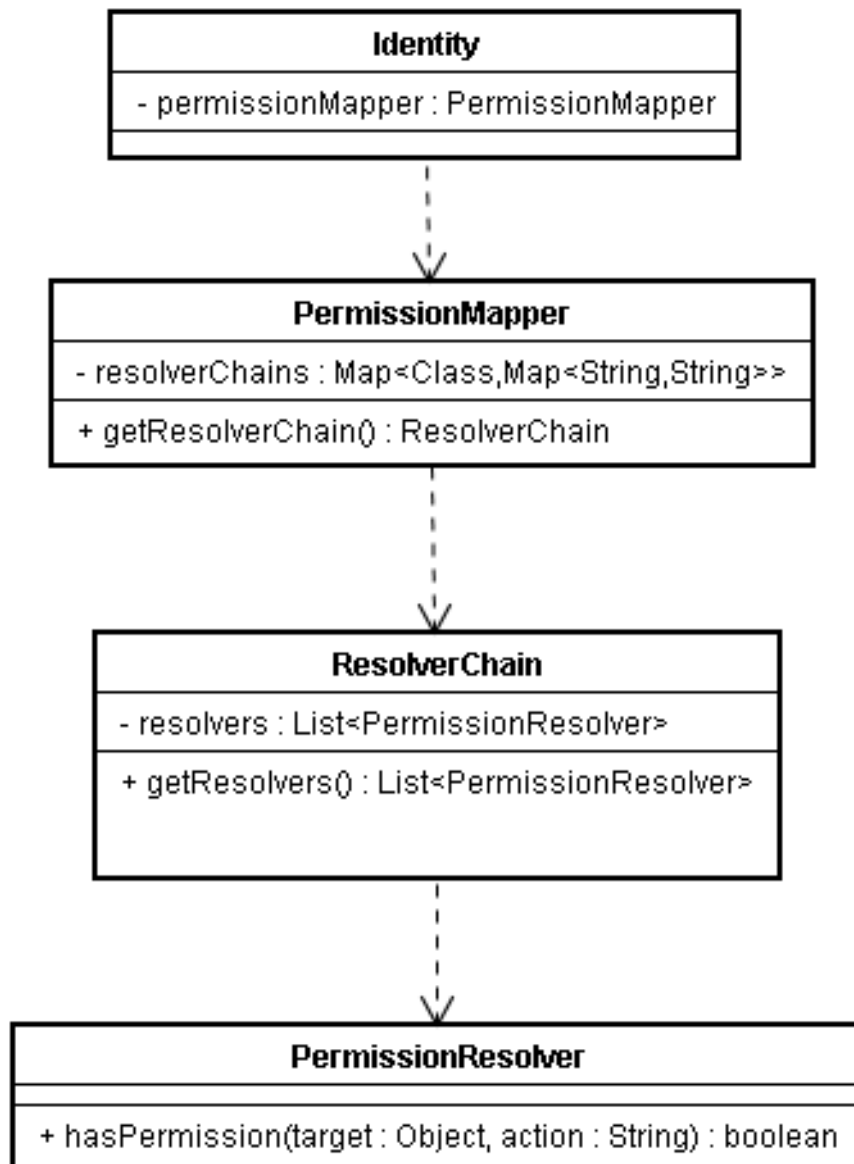 Identity
- permissionMapper : PermissionMapper
PermissionMapper
- resolverChains : Map<Class,Map<String,String>>
+ getResolverChain() : ResolverChain
ResolverChain
- resolvers : List<PermissionResolver>
+ getResolvers() : List<PermissionResolver>
PermissionResolver
+ hasPermission(target : Object, action : String) : boolean